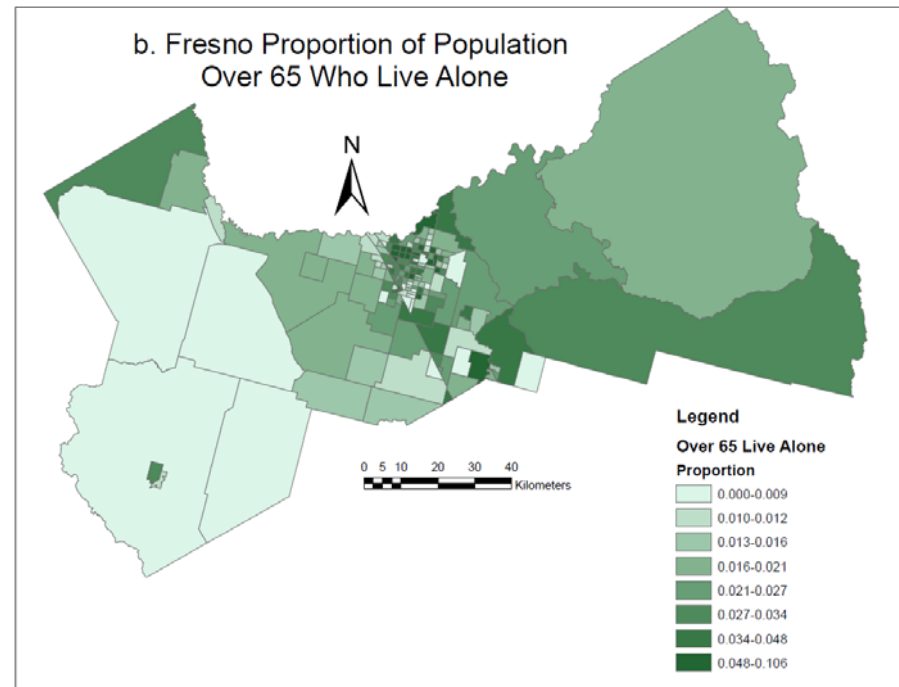 b. Fresno Proportion of Population
Over 65 Who Live Alone
N
0 5 10 20 30 40
Kilometers
Legend
Over 65 Live Alone
Proportion
0.000-0.009
0.010-0.012
0.013-0.016
0.016-0.021
0.021-0.027
0.027-0.034
0.034-0.048
0.048-0.106